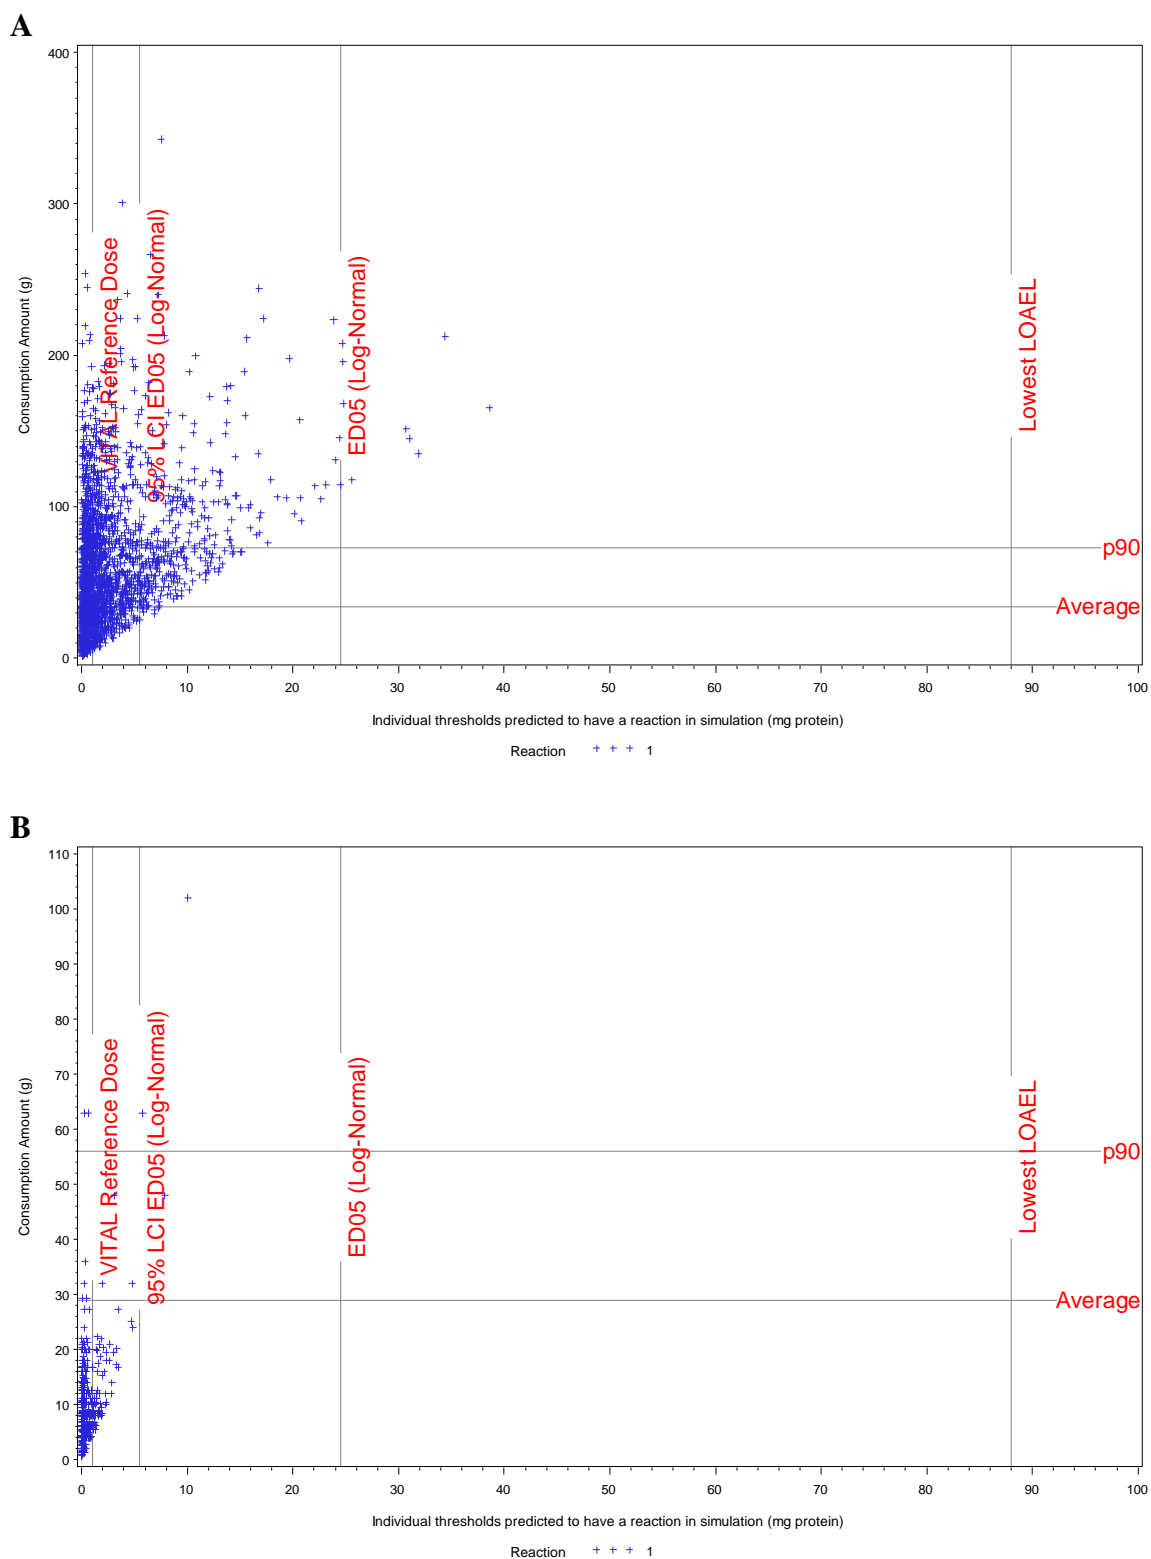 A
400
300
200
100
0
Consumption Amount (g)
VITAL Reference Dose
95% LCI ED05 (Log-Normal)
ED05 (Log-Normal)
Lowest LOAEL
p90
Average
0 10 20 30 40 50 60 70 80 90 100
Individual thresholds predicted to have a reaction in simulation (mg protein)
Reaction + + + 1
B
110
100
90
80
70
60
50
40
30
20
10
0
Consumption Amount (g)
VITAL Reference Dose
95% LCI ED05 (Log-Normal)
ED05 (Log-Normal)
Lowest LOAEL
p90
Average
0 10 20 30 40 50 60 70 80 90 100
Individual thresholds predicted to have a reaction in simulation (mg protein)
Reaction + + + 1